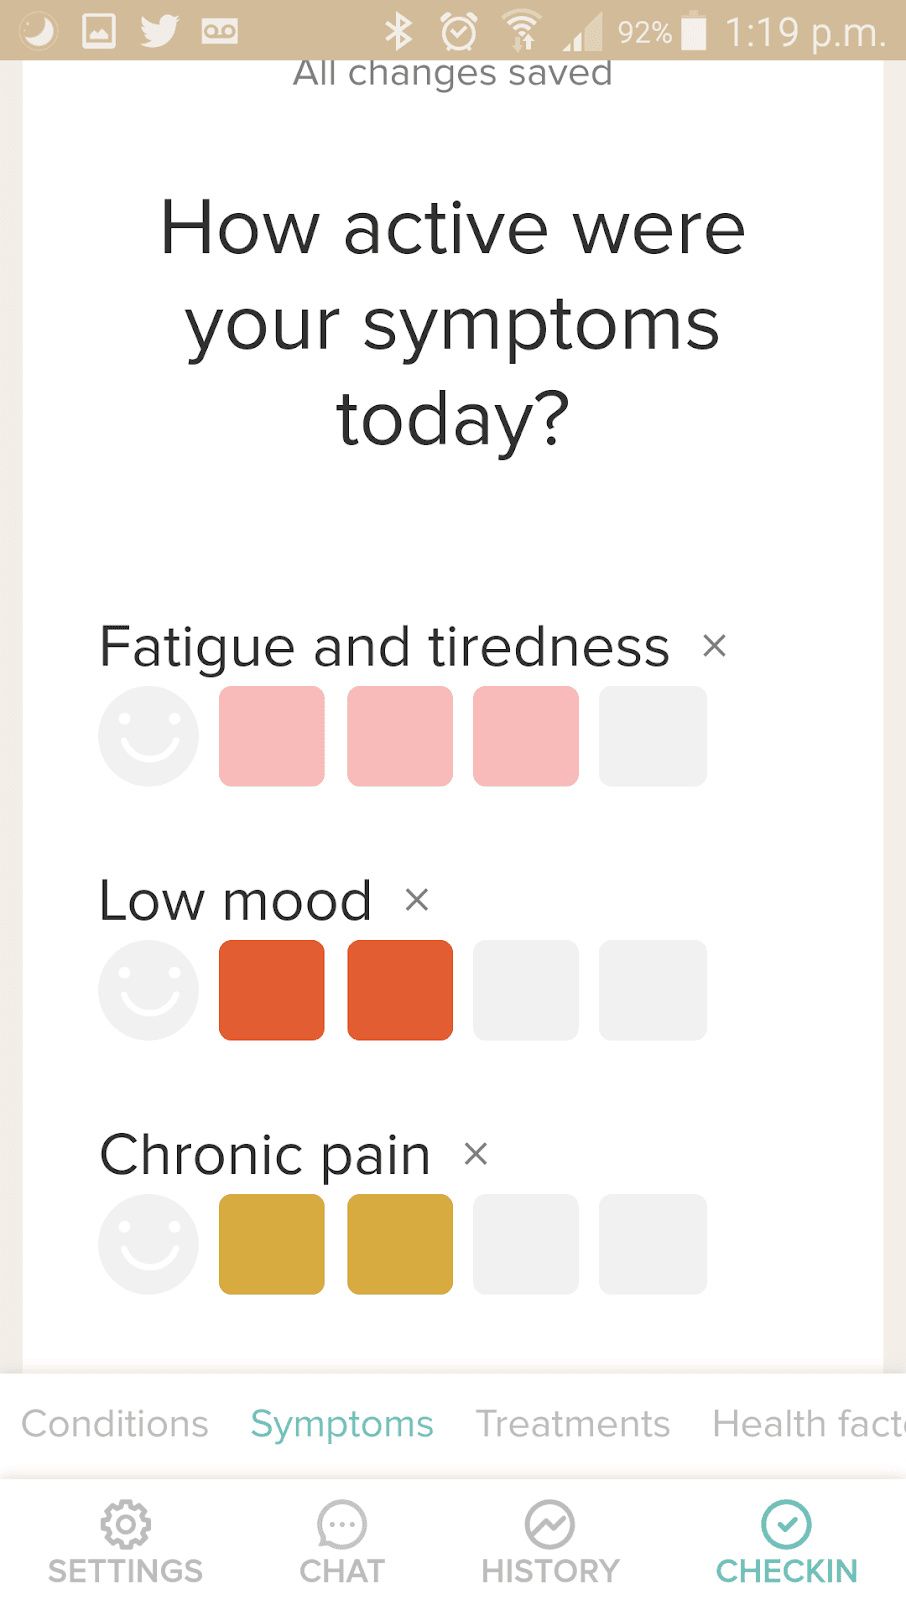 92% 1:19 p.m.
All changes saved
How active were
your symptoms
today?
Fatigue and tiredness ×
Low mood ×
Chronic pain ×
Conditions Symptoms Treatments Health fact
SETTINGS CHAT HISTORY CHECKIN